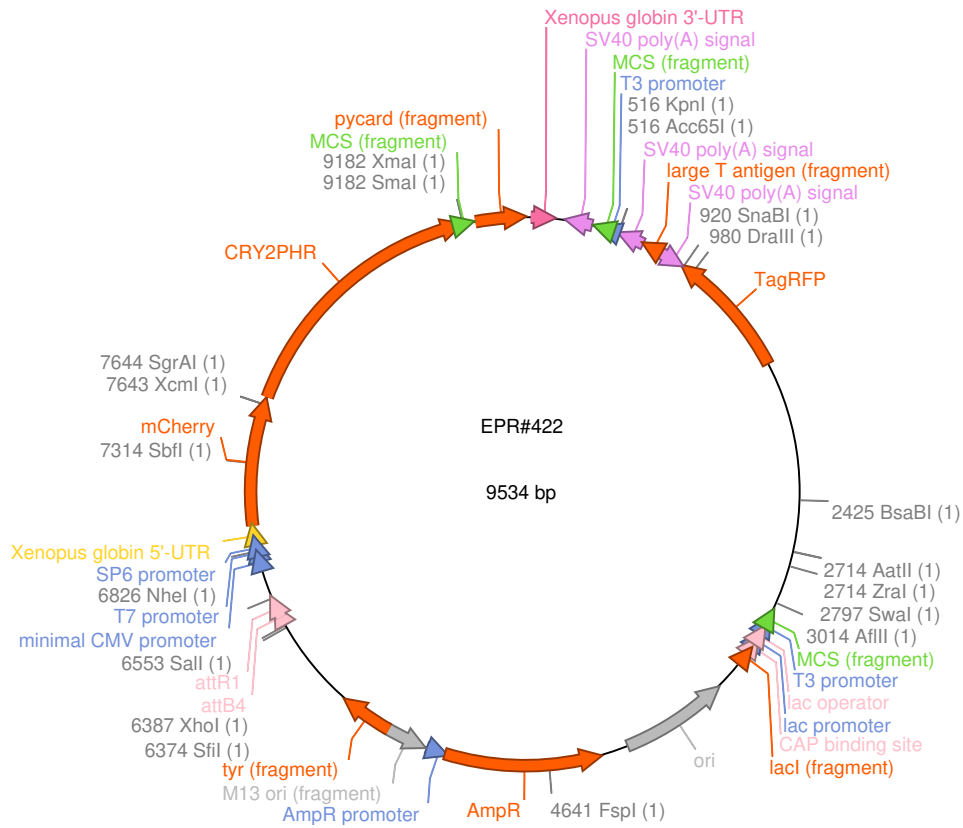 Xenopus globin 3'-UTR
SV40 poly(A) signal
MCS (fragment)
T3 promoter
516 KpnI (1)
516 Acc65I (1)
SV40 poly(A) signal
large T antigen (fragment)
SV40 poly(A) signal
920 SnaBI (1)
980 DraIII (1)
TagRFP
pycard (fragment)
MCS (fragment)
9182 XmaI (1)
9182 SmaI (1)
CRY2PHR
7644 SgrAI (1)
7643 XcmI (1)
mCherry
7314 SbfI (1)
EPR#422
9534 bp
2425 BsaBI (1)
2714 AatII (1)
2714 ZraI (1)
2797 SwaI (1)
3014 AflII (1)
MCS (fragment)
T3 promoter
lac operator
lac promoter
CAP binding site
lacI (fragment)
Xenopus globin 5'-UTR
SP6 promoter
6826 NheI (1)
T7 promoter
minimal CMV promoter
6553 SalI (1)
attR1
attB4
6387 XhoI (1)
6374 SfiI (1)
tyr (fragment)
M13 ori (fragment)
AmpR promoter
AmpR
4641 FspI (1)
ori